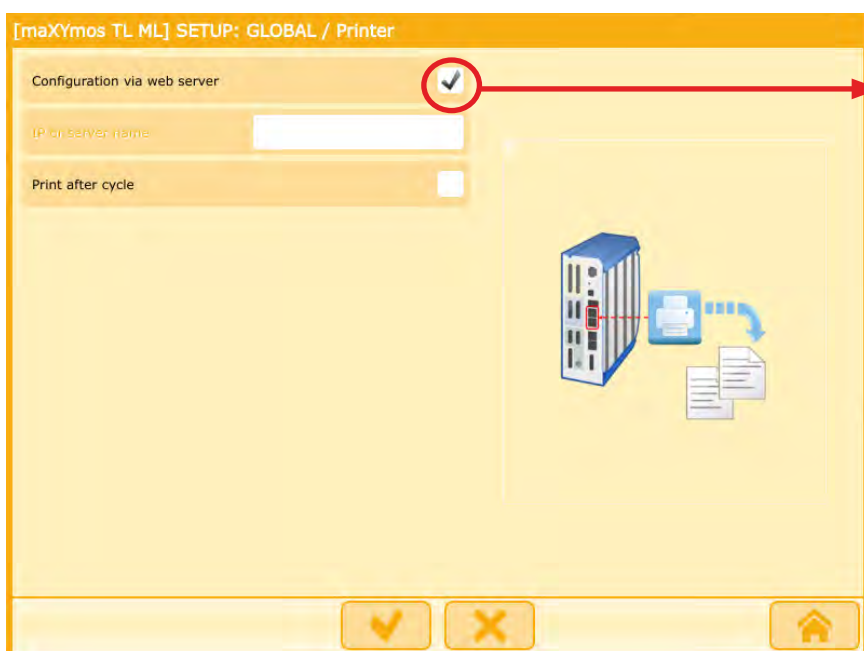 [maXYmos TL ML] SETUP: GLOBAL / Printer
Configuration via web server
IP or server name
Print after cycle